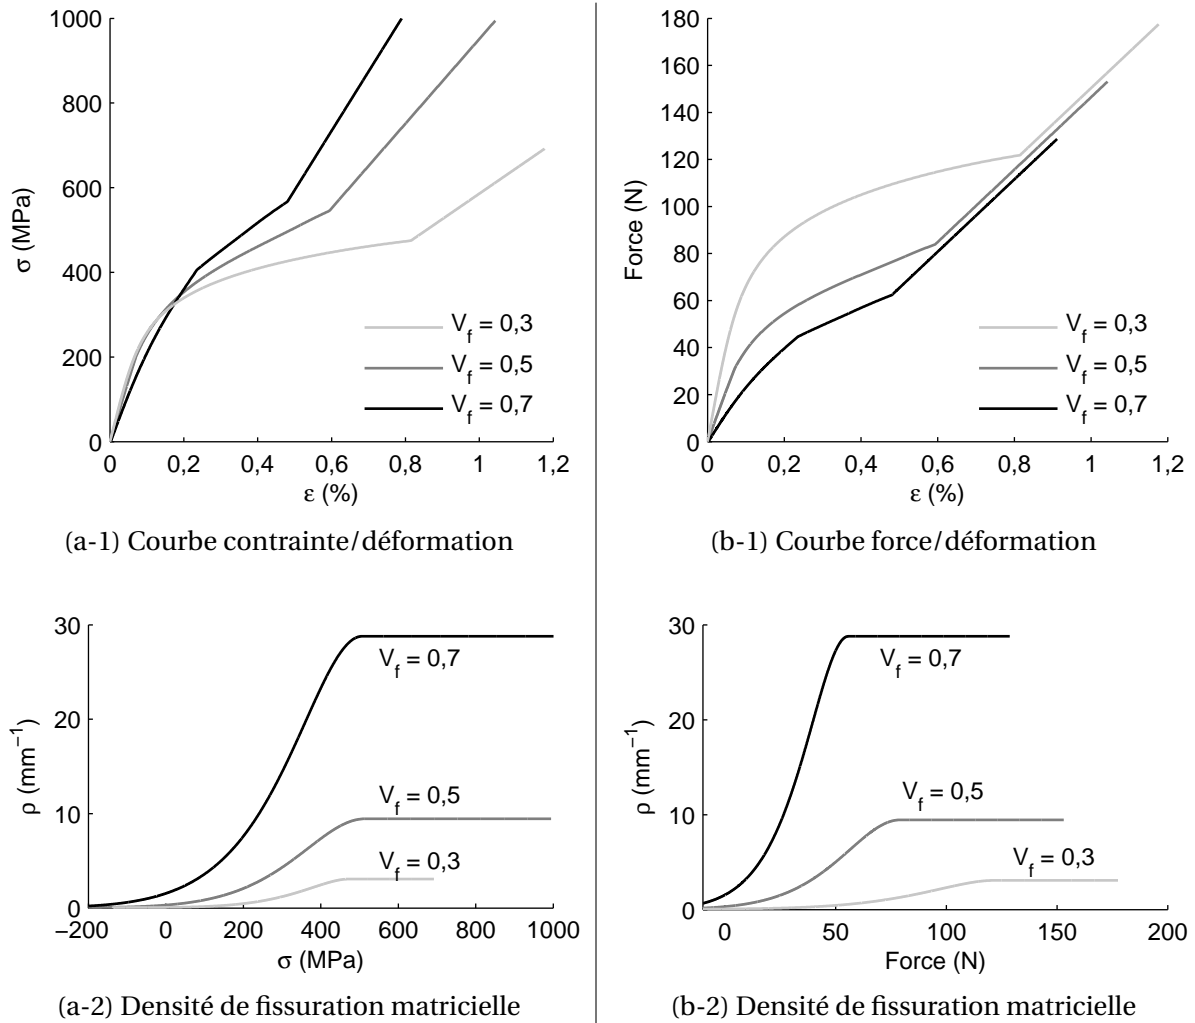 1000
800
600
400
200
0
σ (MPa)
V_f = 0,3
V_f = 0,5
V_f = 0,7
0 0,2 0,4 0,6 0,8 1 1,2
ε (%)
(a-1) Courbe contrainte/déformation
180
160
140
120
100
80
60
40
20
0
Force (N)
V_f = 0,3
V_f = 0,5
V_f = 0,7
0 0,2 0,4 0,6 0,8 1 1,2
ε (%)
(b-1) Courbe force/déformation
30
20
10
0
ρ (mm⁻¹)
V_f = 0,7
V_f = 0,5
V_f = 0,3
−200 0 200 400 600 800 1000
σ (MPa)
(a-2) Densité de fissuration matricielle
30
20
10
0
ρ (mm⁻¹)
V_f = 0,7
V_f = 0,5
V_f = 0,3
0 50 100 150 200
Force (N)
(b-2) Densité de fissuration matricielle